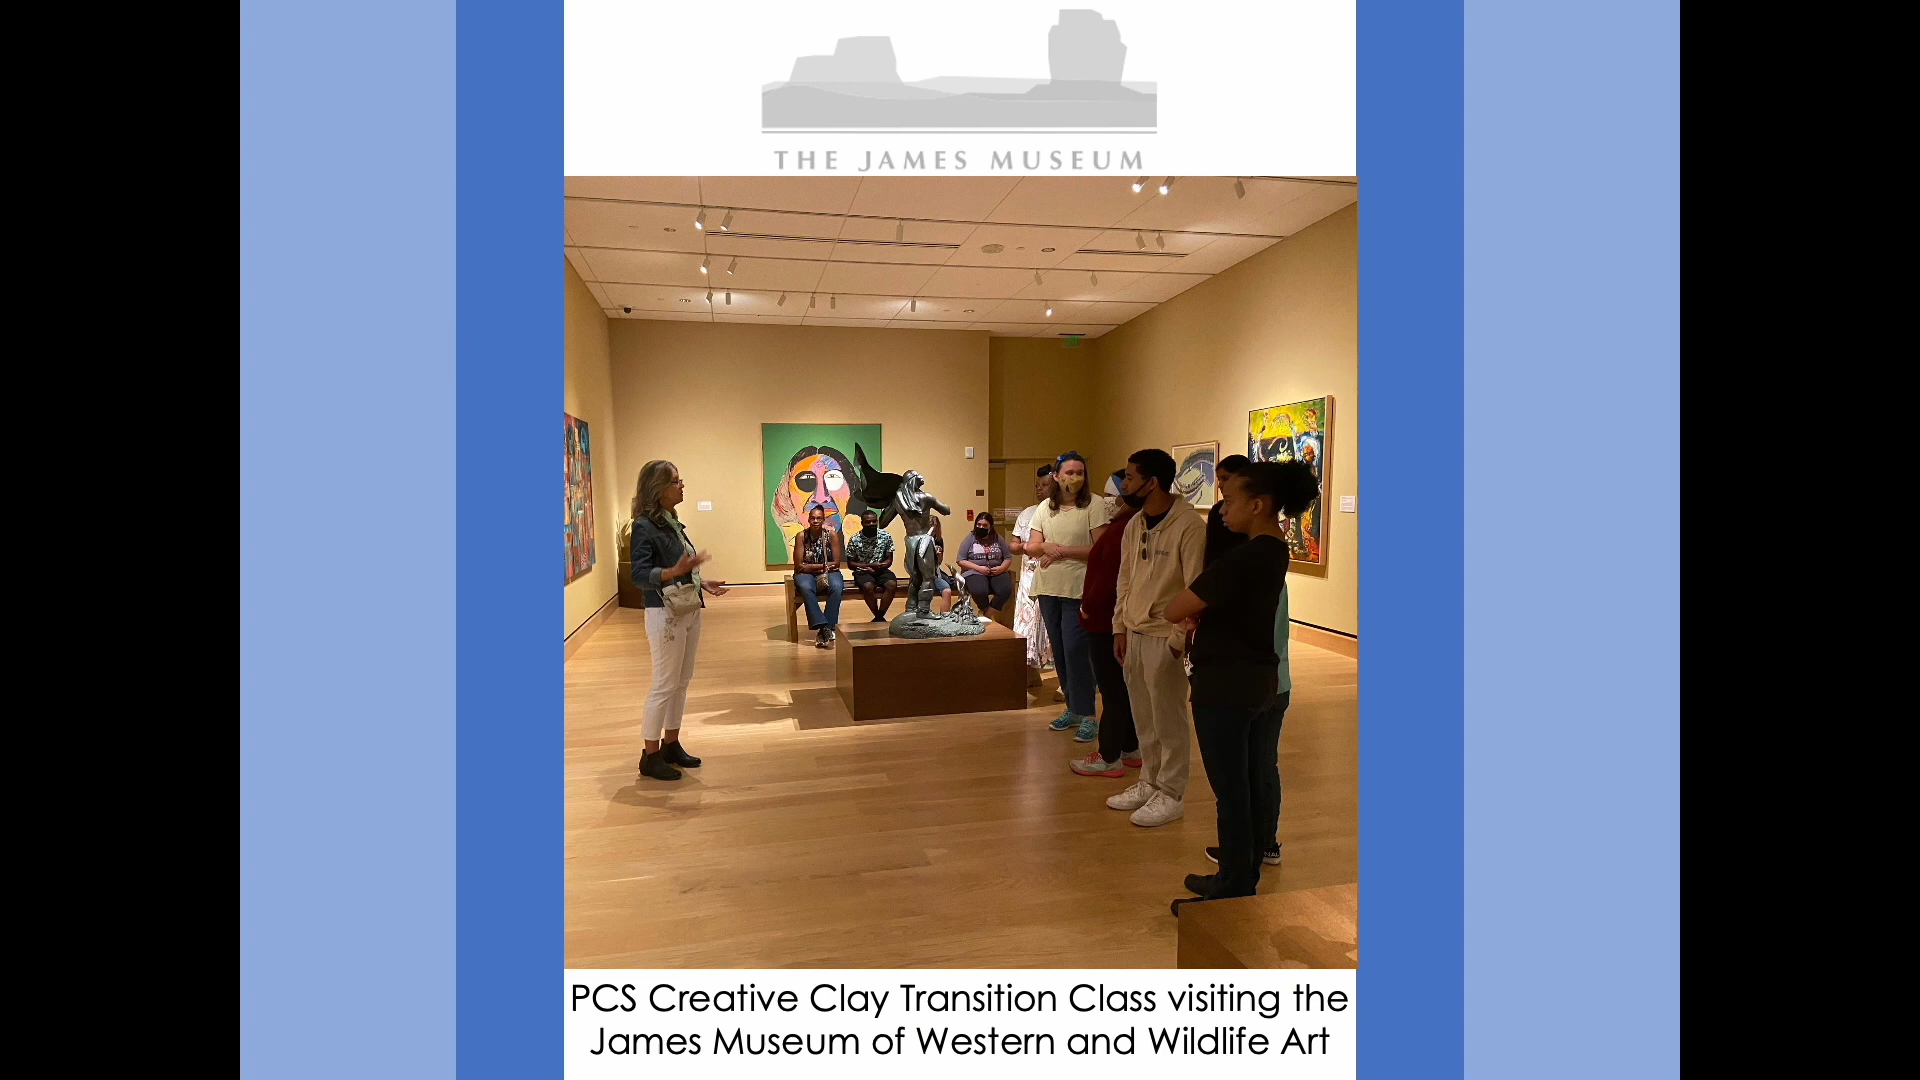 THE JAMES MUSEUM
PCS Creative Clay Transition Class visiting the
James Museum of Western and Wildlife Art